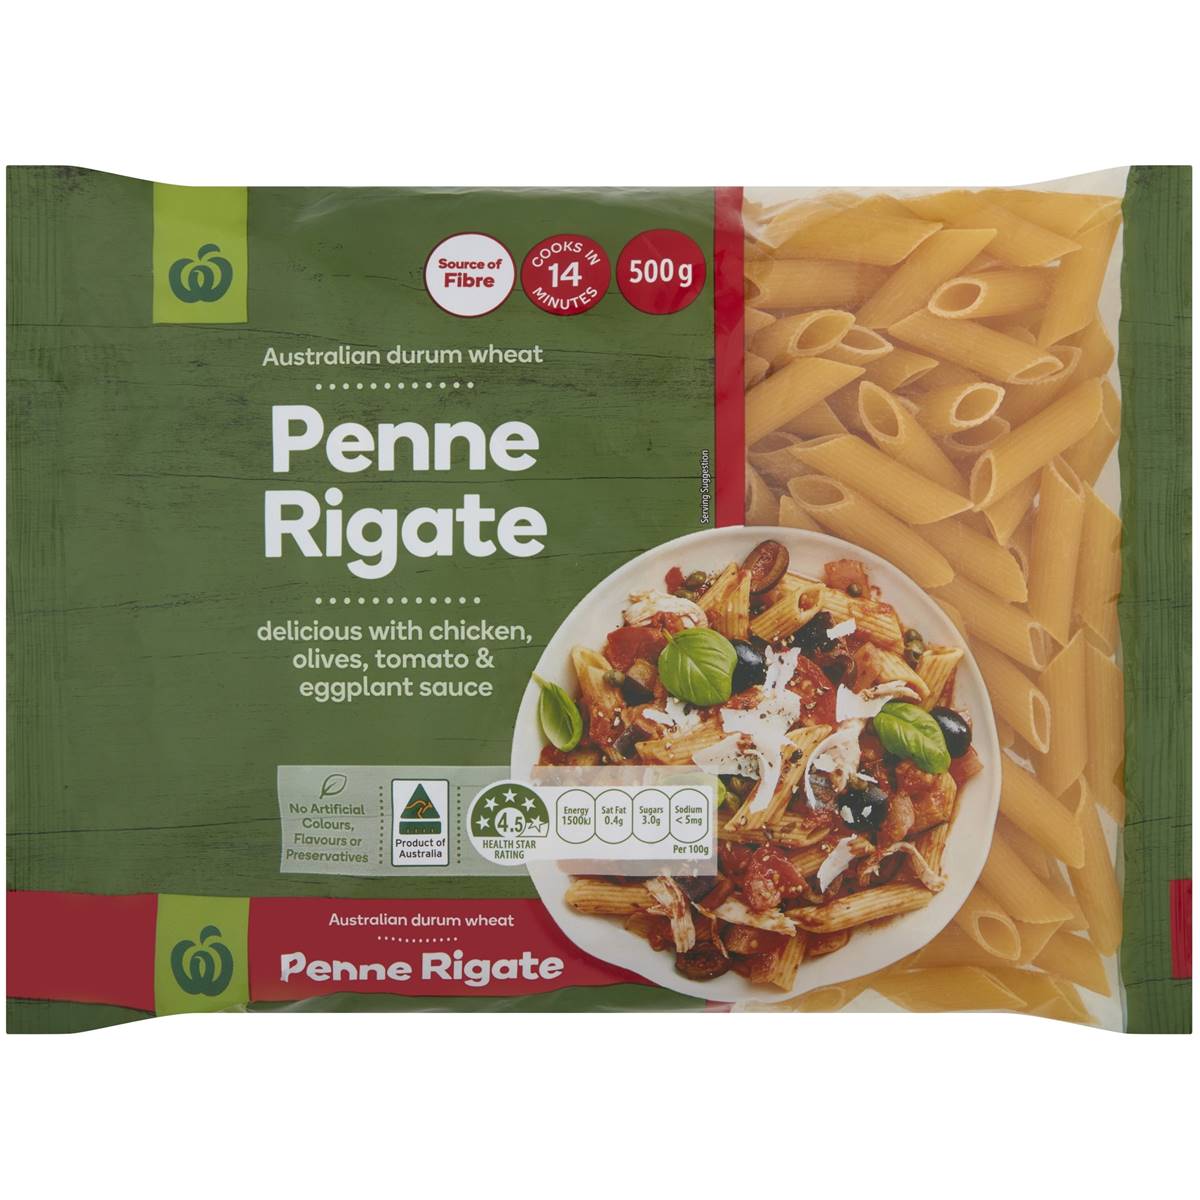 Source of
Fibre
COOKS IN
14
MINUTES
500g
Australian durum wheat
Penne
Rigate
delicious with chicken,
olives, tomato &
eggplant sauce
Serving Suggestion
No Artificial
Colours,
Flavours or
Preservatives
Product of
Australia
4.5
HEALTH STAR
RATING
Energy
1500kJ
Sat Fat
0.4g
Sugars
3.0g
Sodium
< 5mg
Per 100g
Australian durum wheat
Penne Rigate